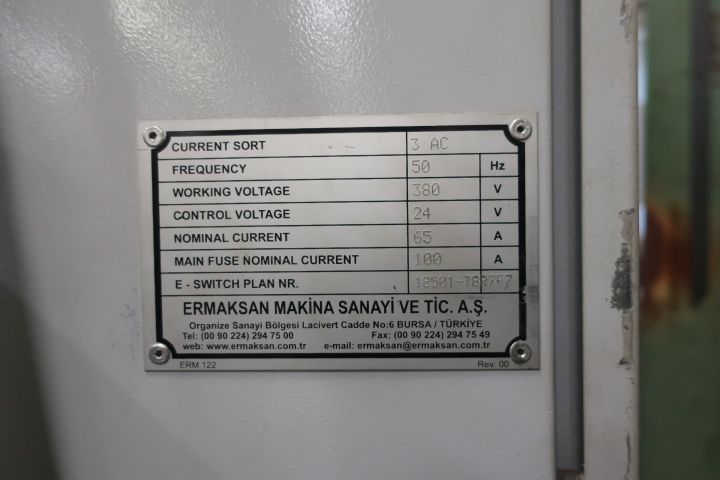 CURRENT SORT 3 AC
FREQUENCY 50 Hz
WORKING VOLTAGE 380 V
CONTROL VOLTAGE 24 V
NOMINAL CURRENT 65 A
MAIN FUSE NOMINAL CURRENT 100 A
E - SWITCH PLAN NR.
ERMAKSAN MAKİNA SANAYİ VE TİC. A.Ş.
Organize Sanayi Bölgesi Lacivert Cadde No:6 BURSA / TÜRKİYE
Tel: (00 90 224) 294 75 00 Fax: (00 90 224) 294 75 49
web: www.ermaksan.com.tr e-mail: ermaksan@ermaksan.com.tr
ERM 122 Rev: 00